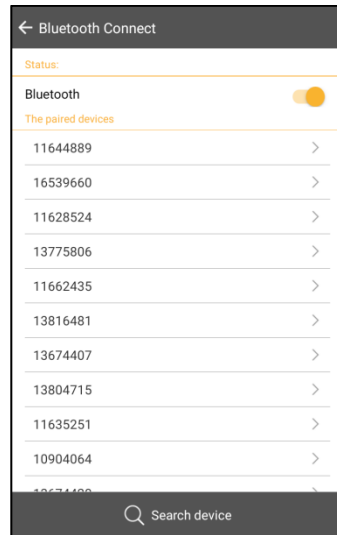 Bluetooth Connect
Status:
Bluetooth
The paired devices
11644889
16539660
11628524
13775806
11662435
13816481
13674407
13804715
11635251
10904064
Search device